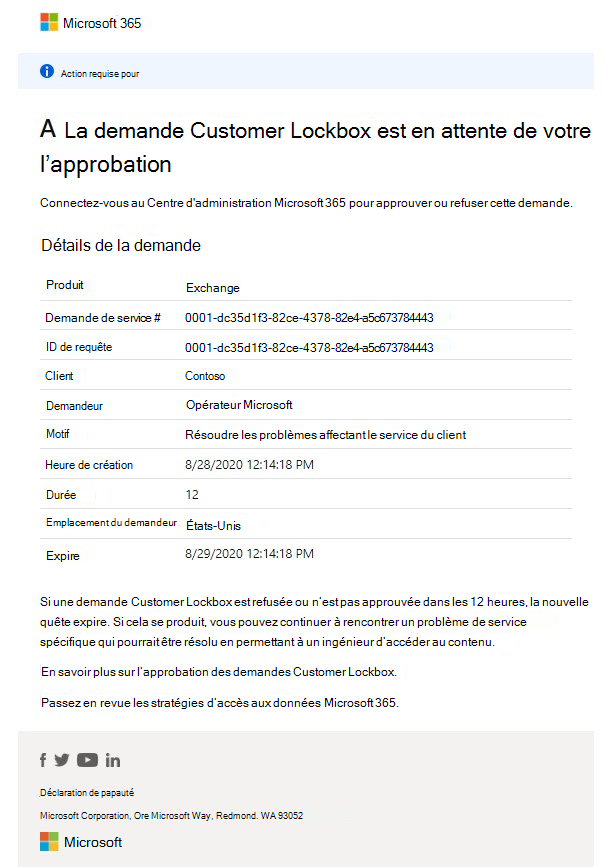 Microsoft 365
Action requise pour
A La demande Customer Lockbox est en attente de votre
l’approbation
Connectez-vous au Centre d'administration Microsoft 365 pour approuver ou refuser cette demande.
Détails de la demande
Produit Exchange
Demande de service # 0001-dc35d1f3-82ce-4378-82e4-a5c673784443
ID de requête 0001-dc35d1f3-82ce-4378-82e4-a5c673784443
Client Contoso
Demandeur Opérateur Microsoft
Motif Résoudre les problèmes affectant le service du client
Heure de création 8/28/2020 12:14:18 PM
Durée 12
Emplacement du demandeur États-Unis
Expire 8/29/2020 12:14:18 PM
Si une demande Customer Lockbox est refusée ou n’est pas approuvée dans les 12 heures, la nouvelle
quête expire. Si cela se produit, vous pouvez continuer à rencontrer un problème de service
spécifique qui pourrait être résolu en permettant à un ingénieur d’accéder au contenu.
En savoir plus sur l’approbation des demandes Customer Lockbox.
Passez en revue les stratégies d’accès aux données Microsoft 365.
Déclaration de papauté
Microsoft Corporation, Ore Microsoft Way, Redmond. WA 93052
Microsoft